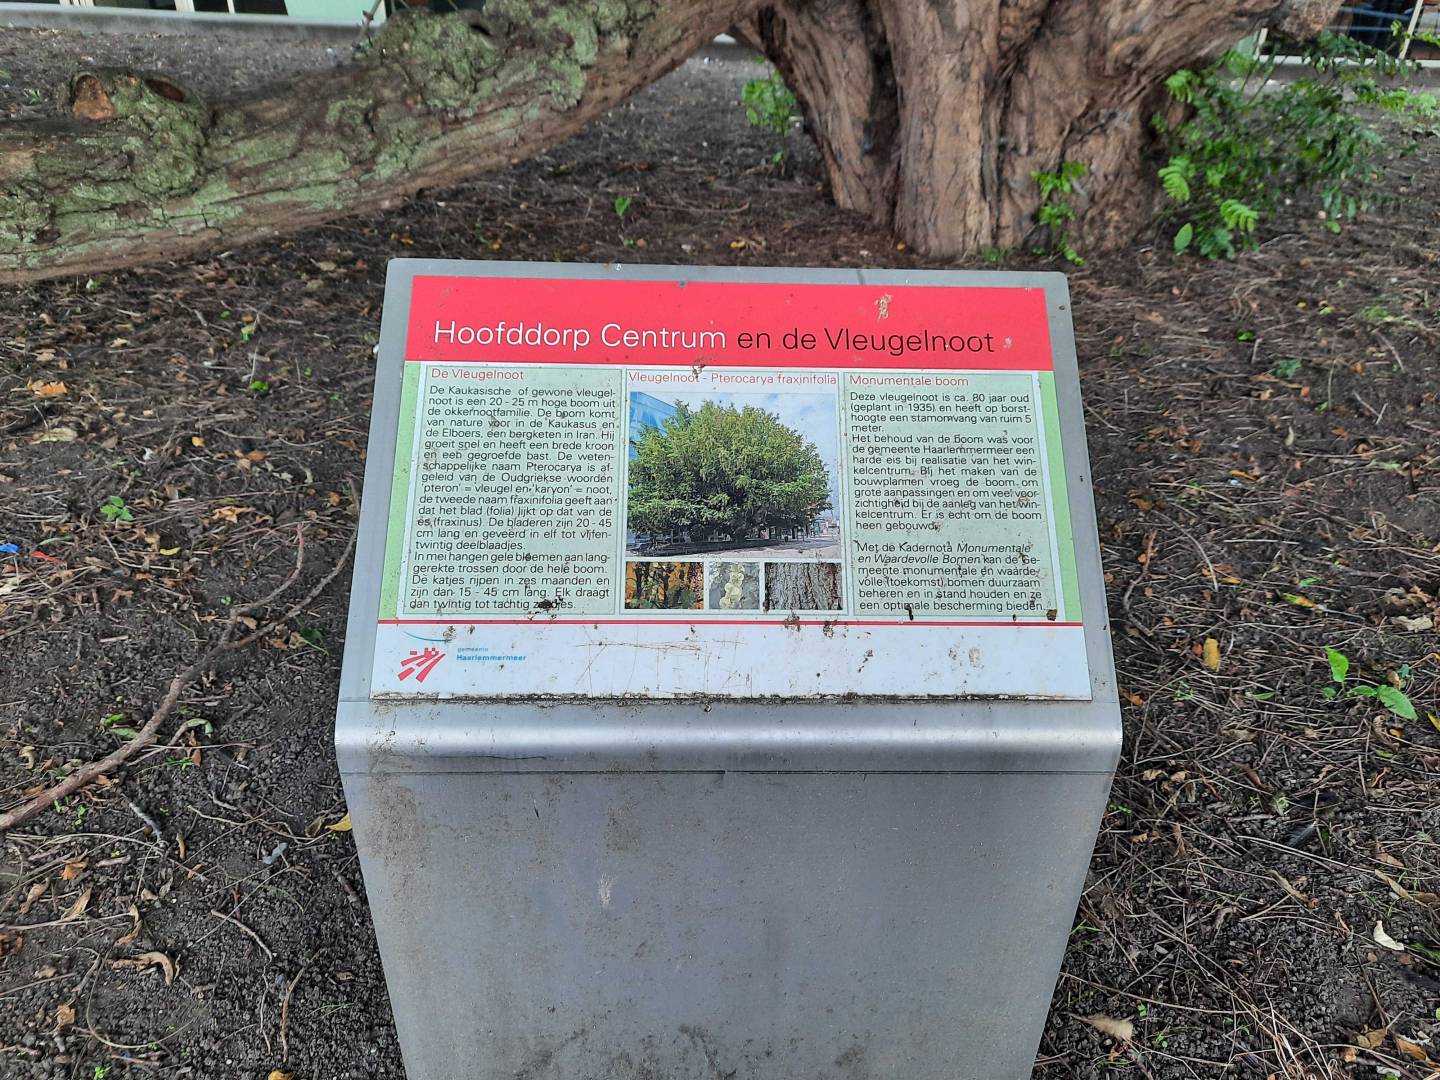 Hoofddorp Centrum en de Vleugelnoot
De Vleugelnoot
De Kaukasische of gewone vleugel-
noot is een 20 - 25 m hoge boom uit
de okkernootfamilie. De boom komt
van nature voor in de Kaukasus en
de Elboers, een bergketen in Iran. Hij
groeit snel en heeft een brede kroon
en een gegroefde bast. De weten-
schappelijke naam Pterocarya is af-
geleid van de Oudgriekse woorden
'pteron' = vleugel en 'karyon' = noot,
de tweede naam fraxinifolia geeft aan
dat het blad (folia) lijkt op dat van de
es (fraxinus). De bladeren zijn 20 - 45
cm lang en geveerd in elf tot vijfen-
twintig deelblaadjes.
In mei hangen gele bloemen aan lang-
gerekte trossen door de hele boom.
De katjes rijpen in zes maanden en
zijn dan 15 - 45 cm lang. Elk draagt
dan twintig tot tachtig zaadjes.
Vleugelnoot - Pterocarya fraxinifolia
Monumentale boom
Deze vleugelnoot is ca. 80 jaar oud
(geplant in 1935) en heeft op borst-
hoogte een stamomvang van ruim 5
meter.
Het behoud van de boom was voor
de gemeente Haarlemmermeer een
harde eis bij realisatie van het win-
kelcentrum. Bij het maken van de
bouwplannen vroeg de boom om
grote aanpassingen en om veel voor-
zichtigheid bij de aanleg van het win-
kelcentrum. Er is echt om de boom
heen gebouwd.
Met de Kadernota Monumentale
en Waardevolle Bomen kan de ge-
meente monumentale en waarde-
volle (toekomst) bomen duurzaam
beheren en in stand houden en ze
een optimale bescherming bieden.
gemeente
Haarlemmermeer